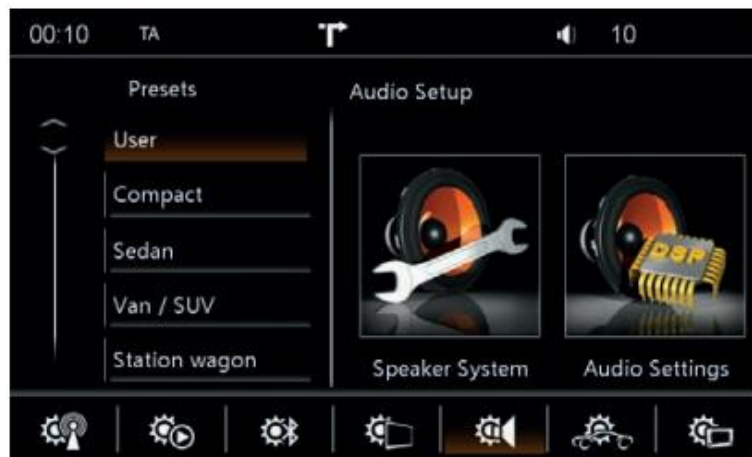 00:10 TA 10
Presets
Audio Setup
User
Compact
Sedan
Van / SUV
Station wagon
DSP
Speaker System
Audio Settings